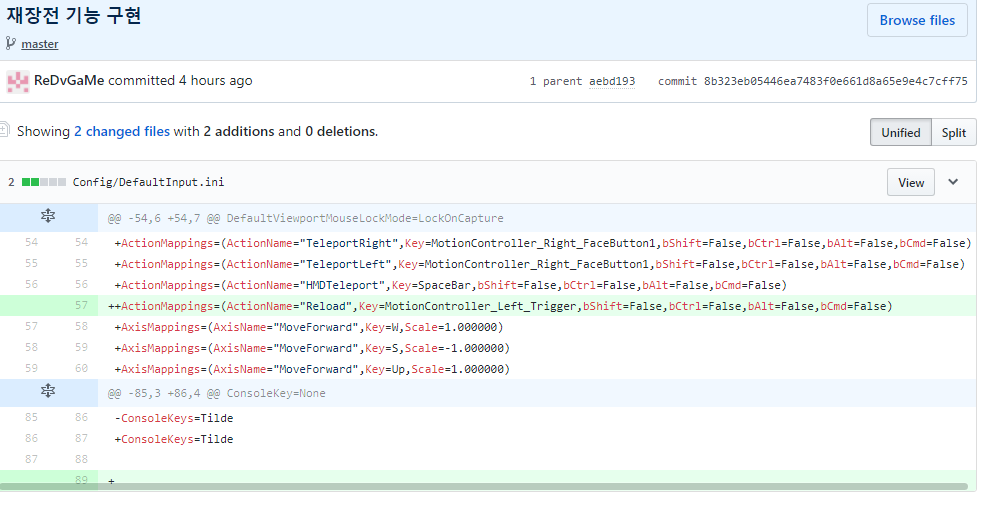 재장전 기능 구현
Browse files
master
ReDvGaMe committed 4 hours ago
1 parent aebd193 commit 8b323eb05446ea7483f0e661d8a65e9e4c7cff75
Showing 2 changed files with 2 additions and 0 deletions.
Unified Split
2 Config/DefaultInput.ini
View
@@ -54,6 +54,7 @@ DefaultViewportMouseLockMode=LockOnCapture
54 54 +ActionMappings=(ActionName="TeleportRight",Key=MotionController_Right_FaceButton1,bShift=False,bCtrl=False,bAlt=False,bCmd=False)
55 55 +ActionMappings=(ActionName="TeleportLeft",Key=MotionController_Right_FaceButton1,bShift=False,bCtrl=False,bAlt=False,bCmd=False)
56 56 +ActionMappings=(ActionName="HMDTeleport",Key=SpaceBar,bShift=False,bCtrl=False,bAlt=False,bCmd=False)
57 ++ActionMappings=(ActionName="Reload",Key=MotionController_Left_Trigger,bShift=False,bCtrl=False,bAlt=False,bCmd=False)
57 58 +AxisMappings=(AxisName="MoveForward",Key=W,Scale=1.000000)
58 59 +AxisMappings=(AxisName="MoveForward",Key=S,Scale=-1.000000)
59 60 +AxisMappings=(AxisName="MoveForward",Key=Up,Scale=1.000000)
@@ -85,3 +86,4 @@ ConsoleKey=None
85 86 -ConsoleKeys=Tilde
86 87 +ConsoleKeys=Tilde
87 88
89 +